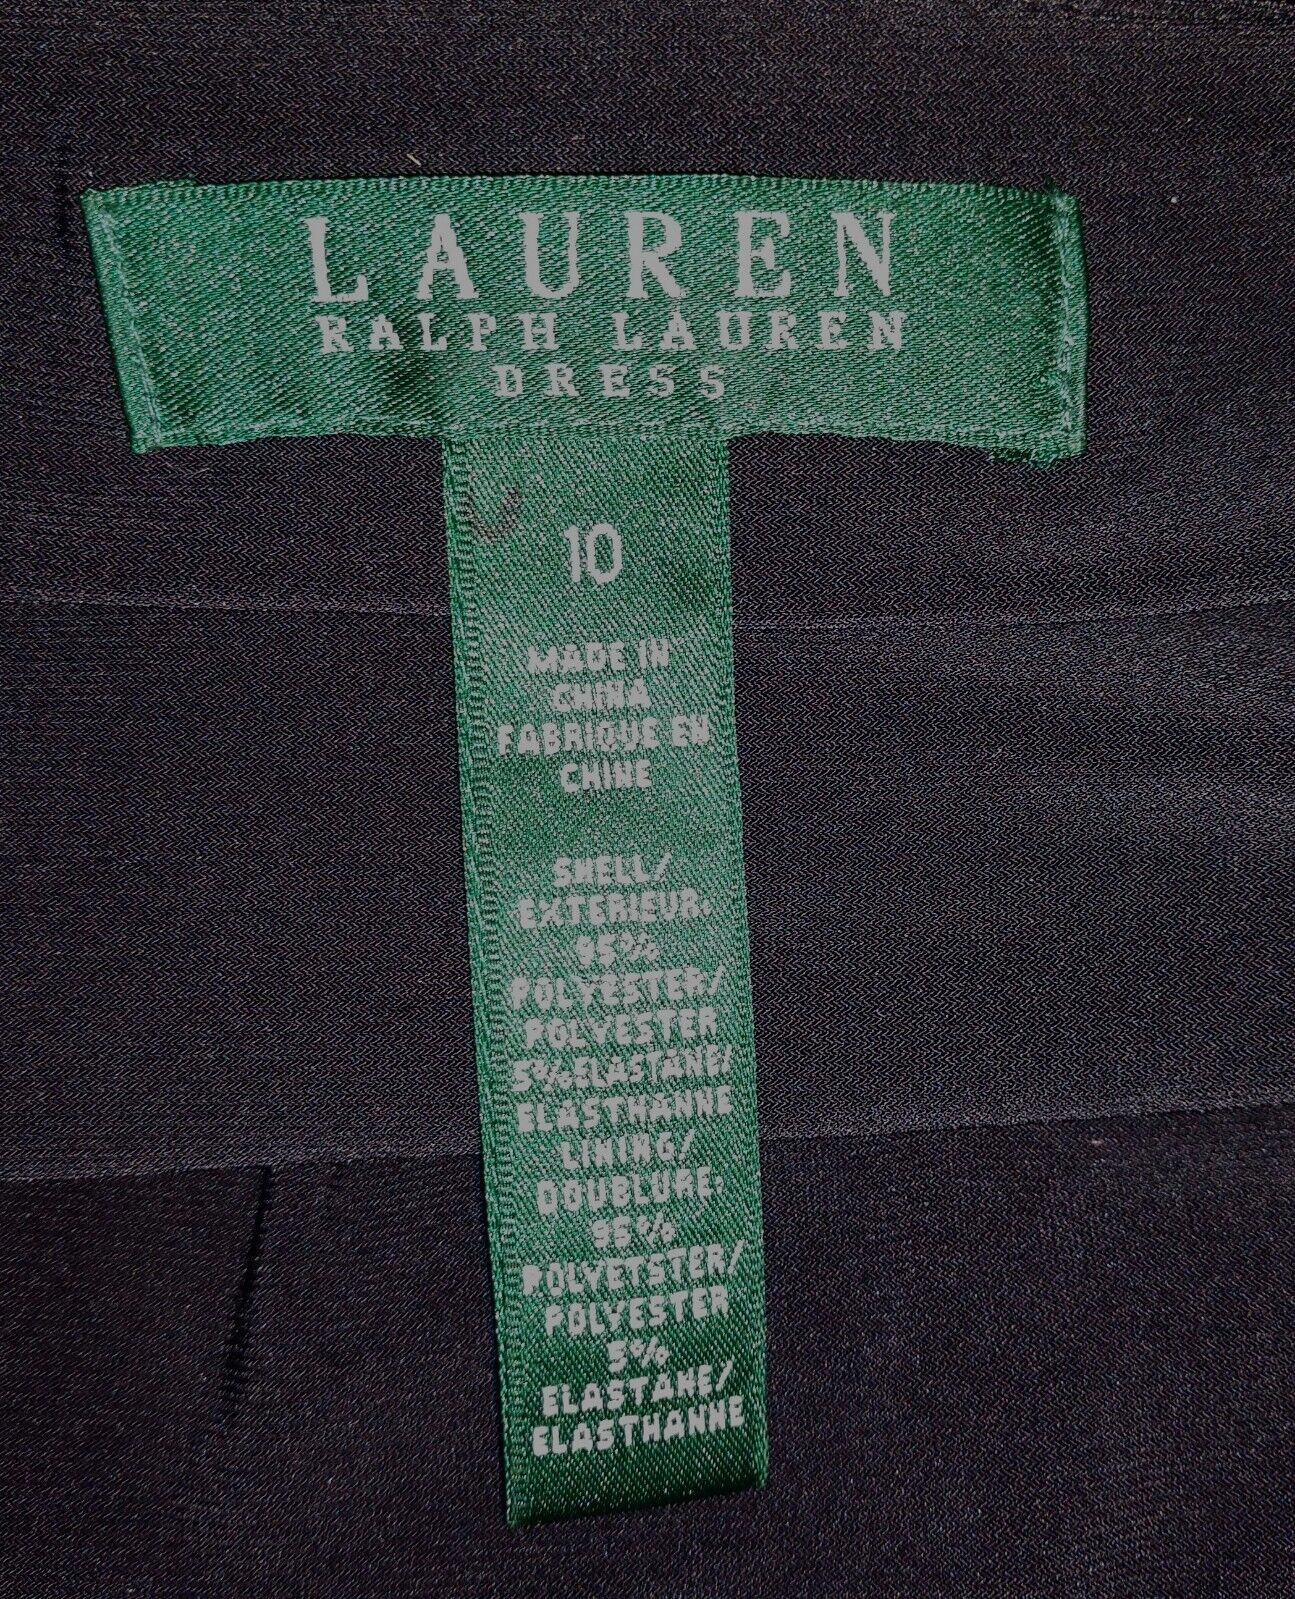 LAUREN
RALPH LAUREN
DRESS
10
MADE IN
CHINA
FABRIQUE EN
CHINE
SHELL/
EXTERIEUR:
95%
POLYESTER/
POLYESTER
5%ELASTANE/
ELASTHANNE
LINING/
DOUBLURE:
95%
POLYETSTER/
POLYESTER
5%
ELASTANE/
ELASTHANNE